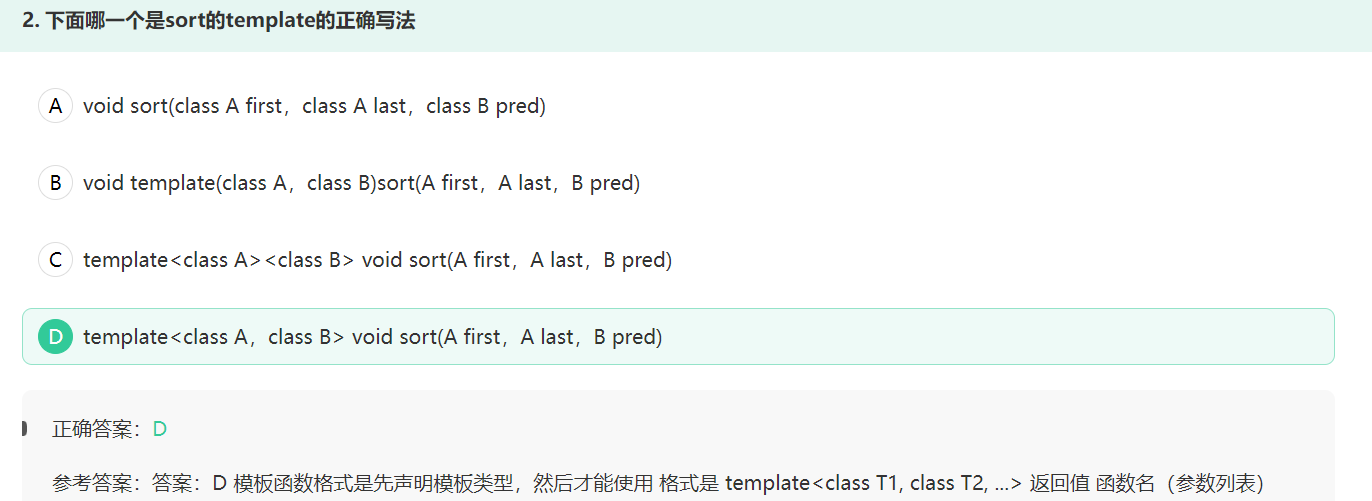 2. 下面哪一个是sort的template的正确写法
A void sort(class A first，class A last，class B pred)
B void template(class A，class B)sort(A first，A last，B pred)
C template<class A><class B> void sort(A first，A last，B pred)
D template<class A，class B> void sort(A first，A last，B pred)
正确答案：D
参考答案：答案：D 模板函数格式是先声明模板类型，然后才能使用 格式是 template<class T1, class T2, ...> 返回值 函数名（参数列表）